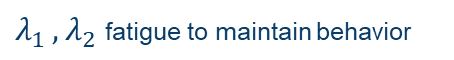 λ₁ , λ₂ fatigue to maintain behavior